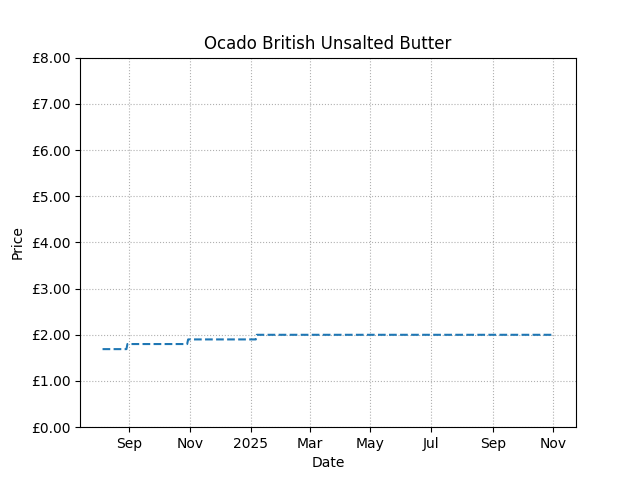 Ocado British Unsalted Butter
£8.00
£7.00
£6.00
£5.00
£4.00
£3.00
£2.00
£1.00
£0.00
Price
Sep Nov 2025 Mar May Jul Sep Nov
Date